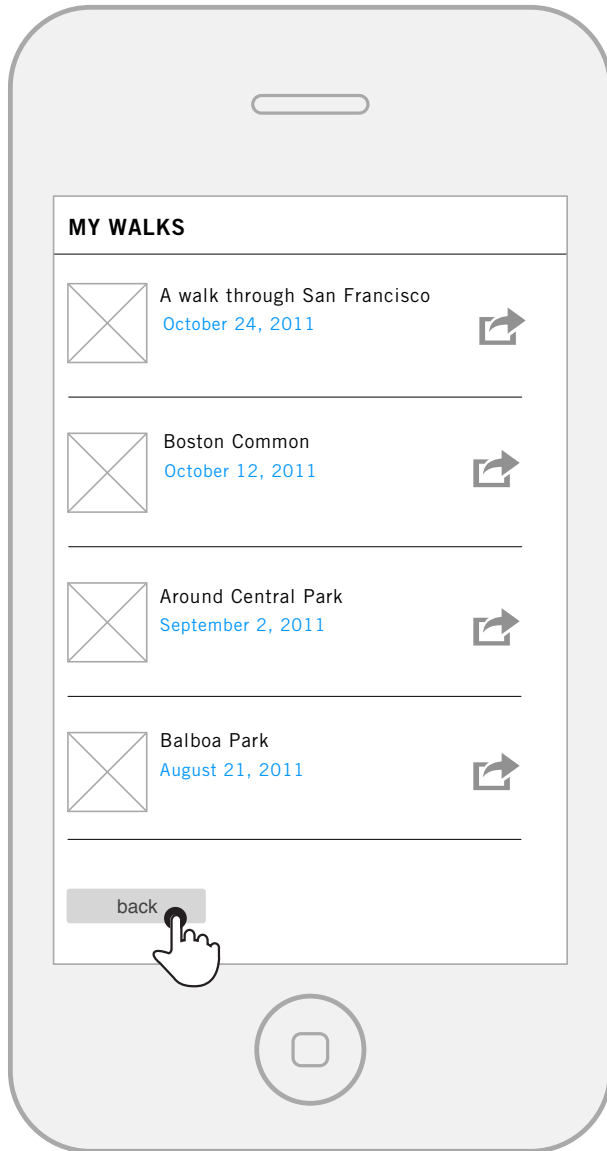 MY WALKS
A walk through San Francisco
October 24, 2011
Boston Common
October 12, 2011
Around Central Park
September 2, 2011
Balboa Park
August 21, 2011
back